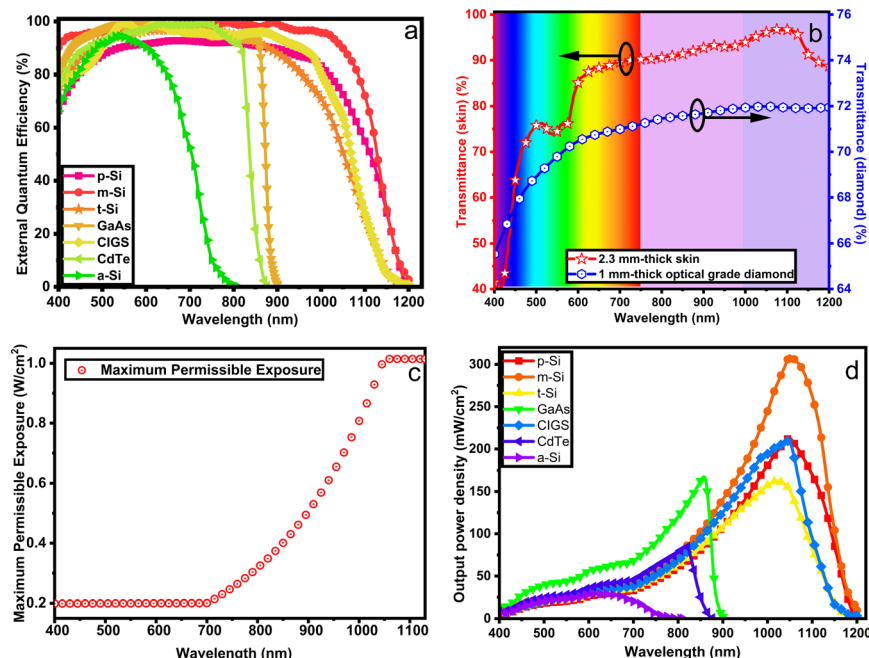 a
External Quantum Efficiency (%)
100
80
60
40
20
0
p-Si
m-Si
t-Si
GaAs
CIGS
CdTe
a-Si
400 500 600 700 800 900 1000 1100 1200
Wavelength (nm)
b
Transmittance (skin) (%)
100
90
80
70
60
50
40
76
74
72
70
68
66
64
Transmittance (diamond) (%)
2.3 mm-thick skin
1 mm-thick optical grade diamond
400 500 600 700 800 900 1000 1100 1200
Wavelength (nm)
c
Maximum Permissible Exposure (W/cm²)
1.0
0.8
0.6
0.4
0.2
Maximum Permissible Exposure
400 500 600 700 800 900 1000 1100
Wavelength (nm)
d
Output power density (mW/cm²)
300
250
200
150
100
50
0
p-Si
m-Si
t-Si
GaAs
CIGS
CdTe
a-Si
400 500 600 700 800 900 1000 1100 1200
Wavelength (nm)